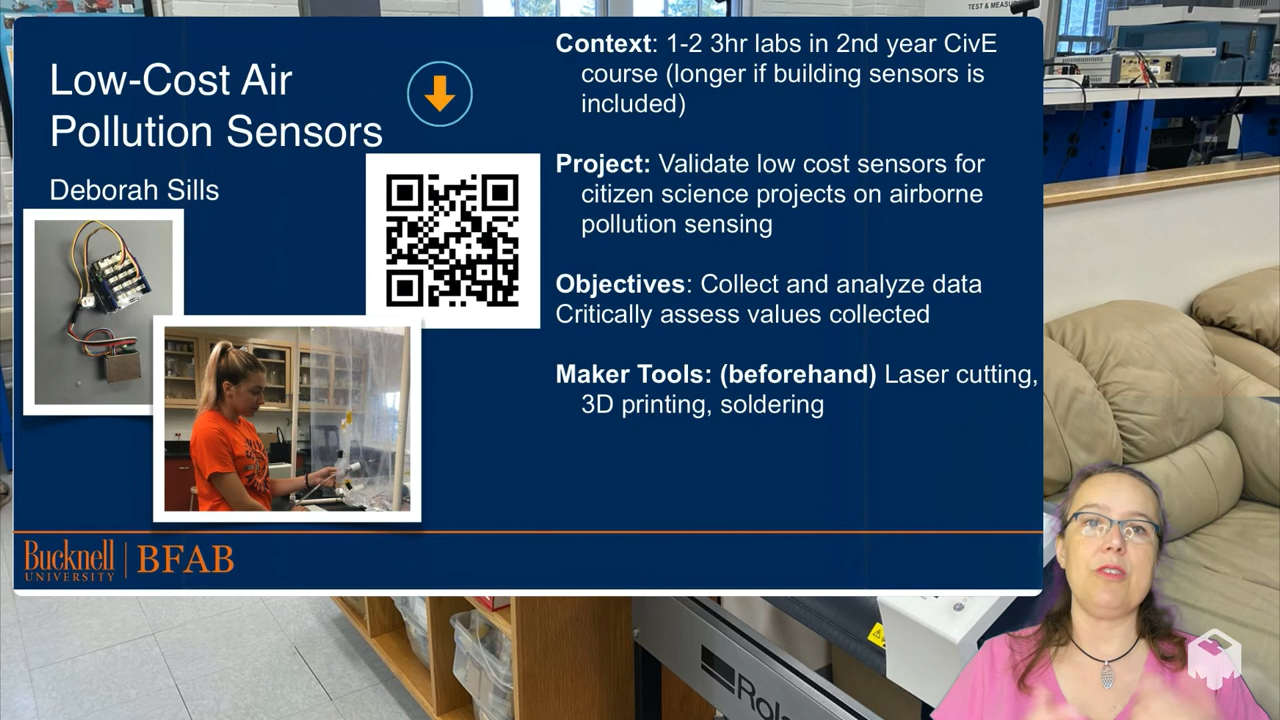 TEST & MEASU
Low-Cost Air
Pollution Sensors
Deborah Sills
Context: 1-2 3hr labs in 2nd year CivE
course (longer if building sensors is
included)
Project: Validate low cost sensors for
citizen science projects on airborne
pollution sensing
Objectives: Collect and analyze data
Critically assess values collected
Maker Tools: (beforehand) Laser cutting,
3D printing, soldering
Bucknell
UNIVERSITY
BFAB
Rol